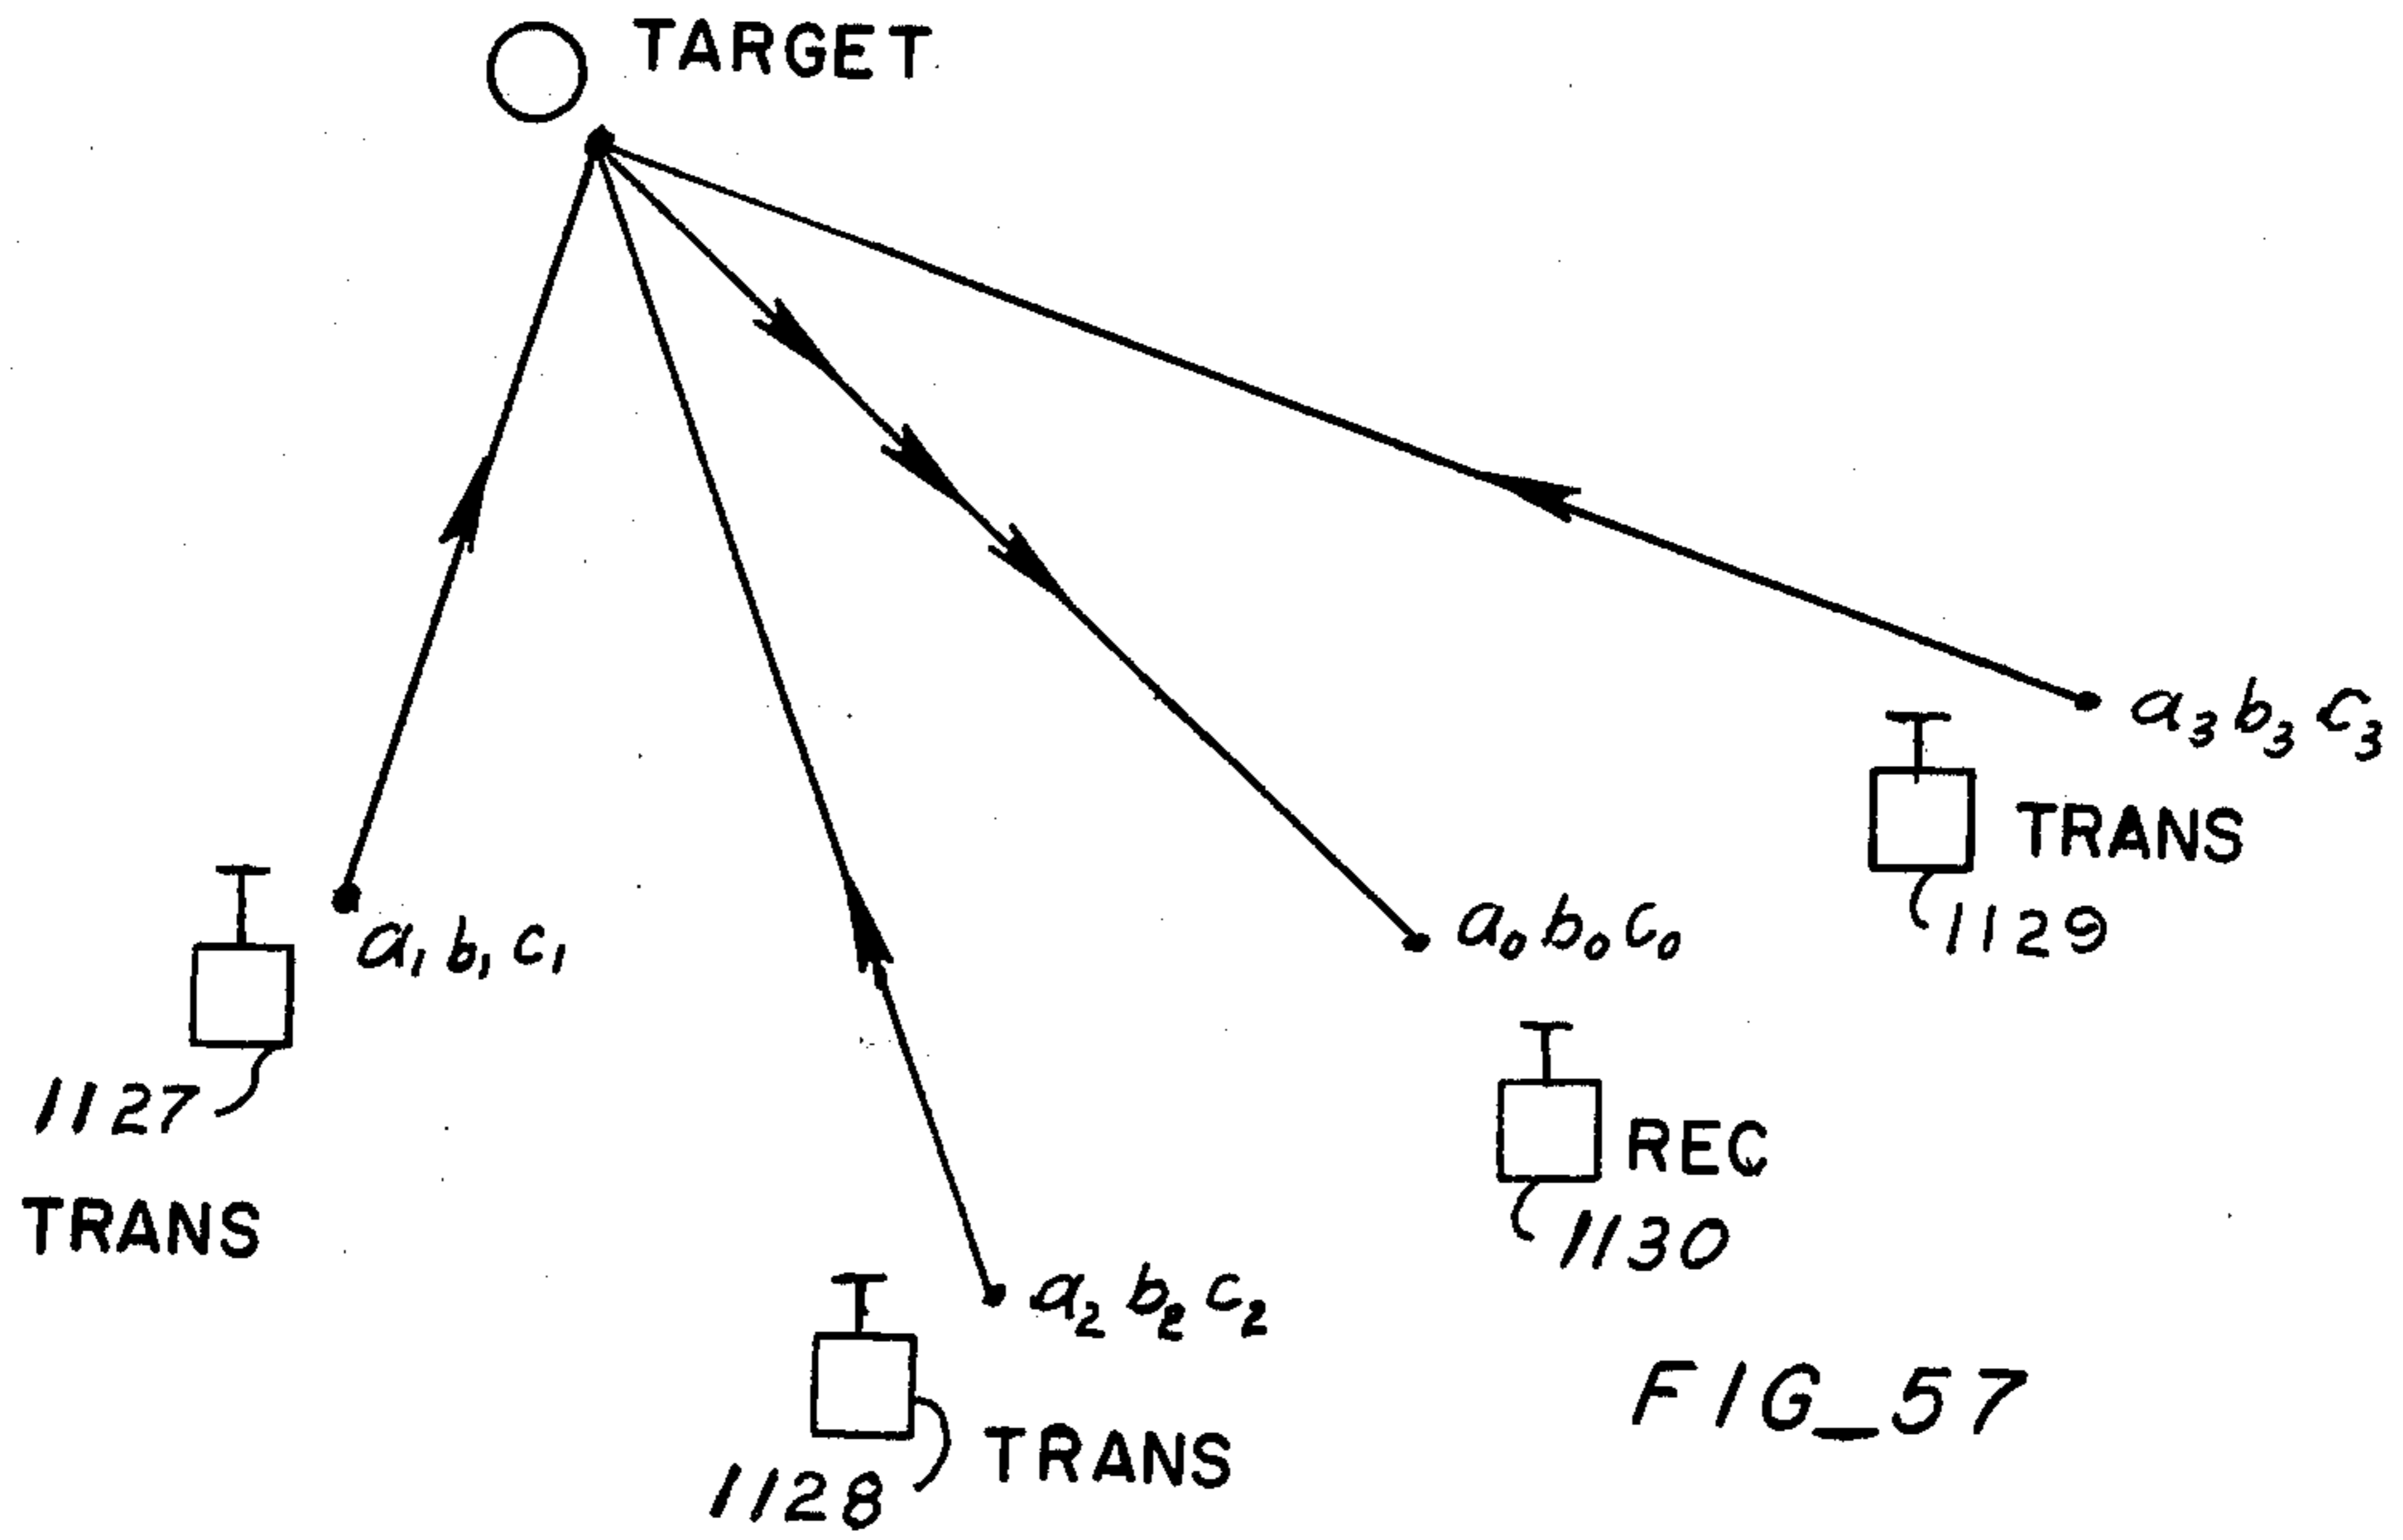 TARGET
a₃ b₃ c₃
TRANS
1129
a₁ b₁ c₁
a₀ b₀ c₀
1127
TRANS
REC
1130
a₂ b₂ c₂
TRANS
1128
FIG_57